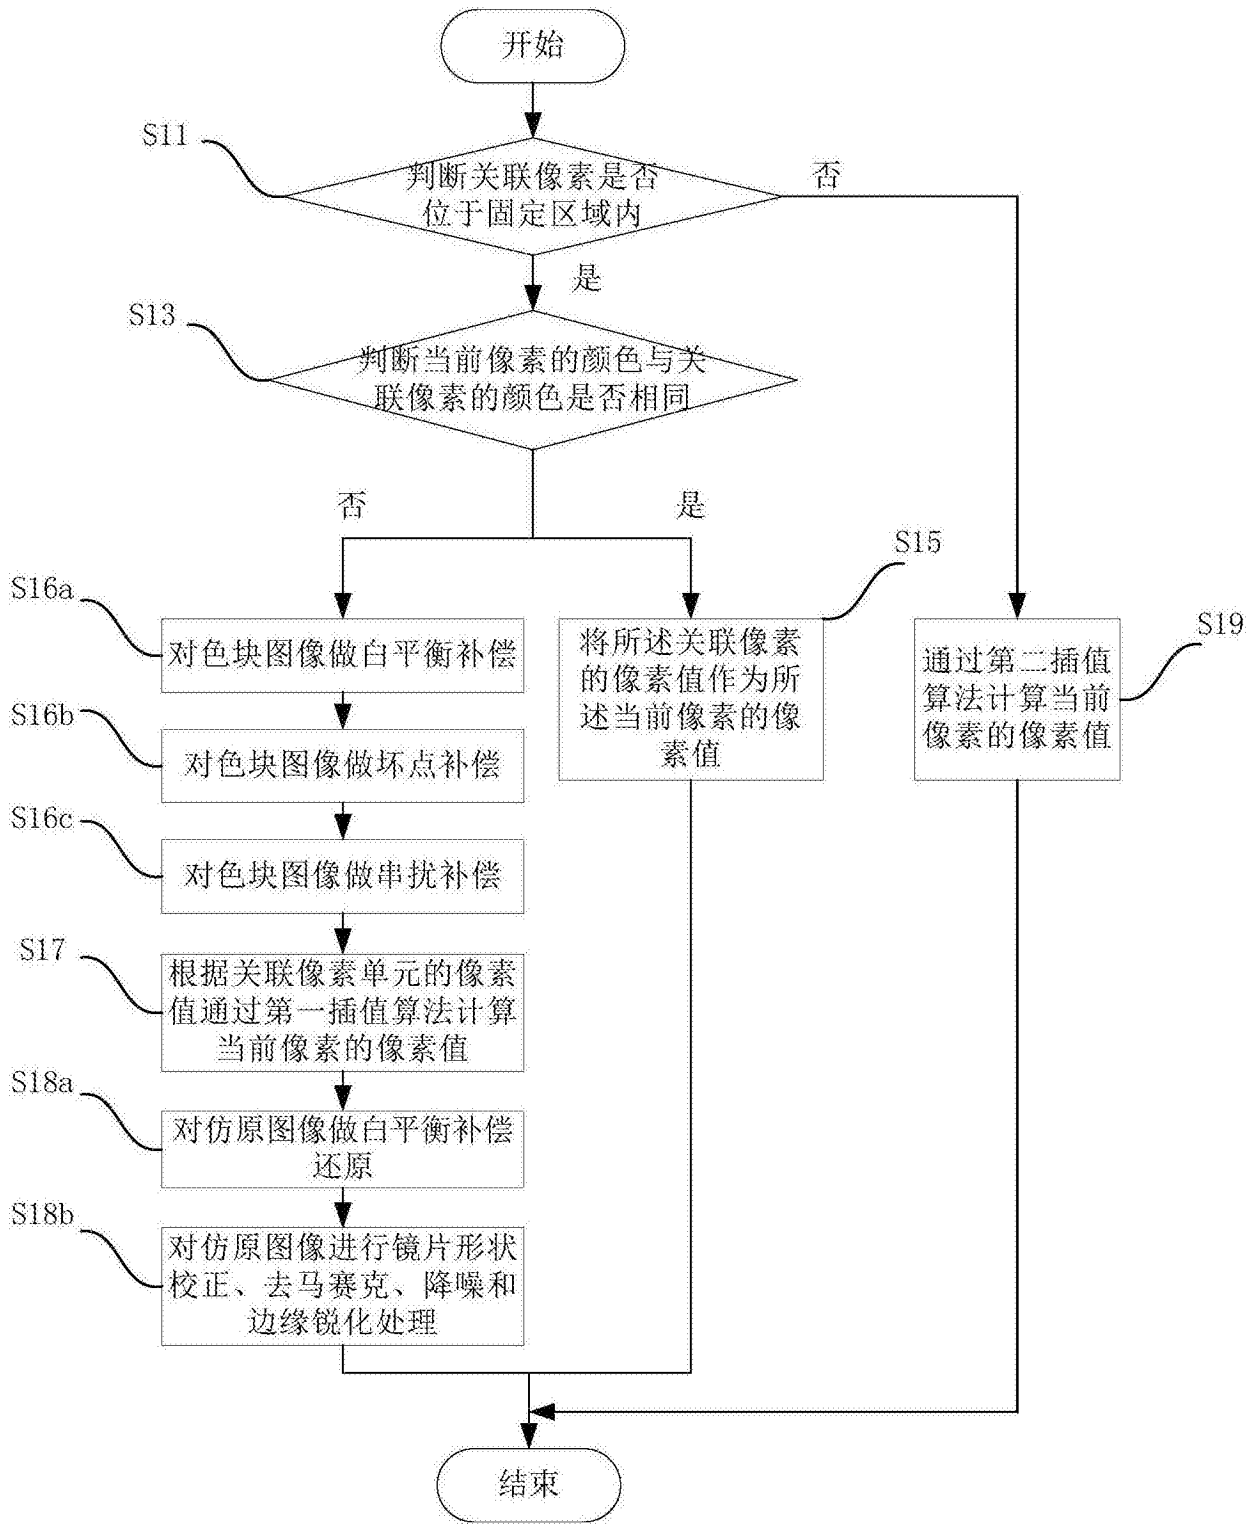 开始
S11
判断关联像素是否
位于固定区域内
否
是
S13
判断当前像素的颜色与关
联像素的颜色是否相同
否
是
S15
S16a
对色块图像做白平衡补偿
将所述关联像素
的像素值作为所
述当前像素的像
素值
S19
通过第二插值
算法计算当前
像素的像素值
S16b
对色块图像做坏点补偿
S16c
对色块图像做串扰补偿
S17
根据关联像素单元的像素
值通过第一插值算法计算
当前像素的像素值
S18a
对仿原图像做白平衡补偿
还原
S18b
对仿原图像进行镜片形状
校正、去马赛克、降噪和
边缘锐化处理
结束